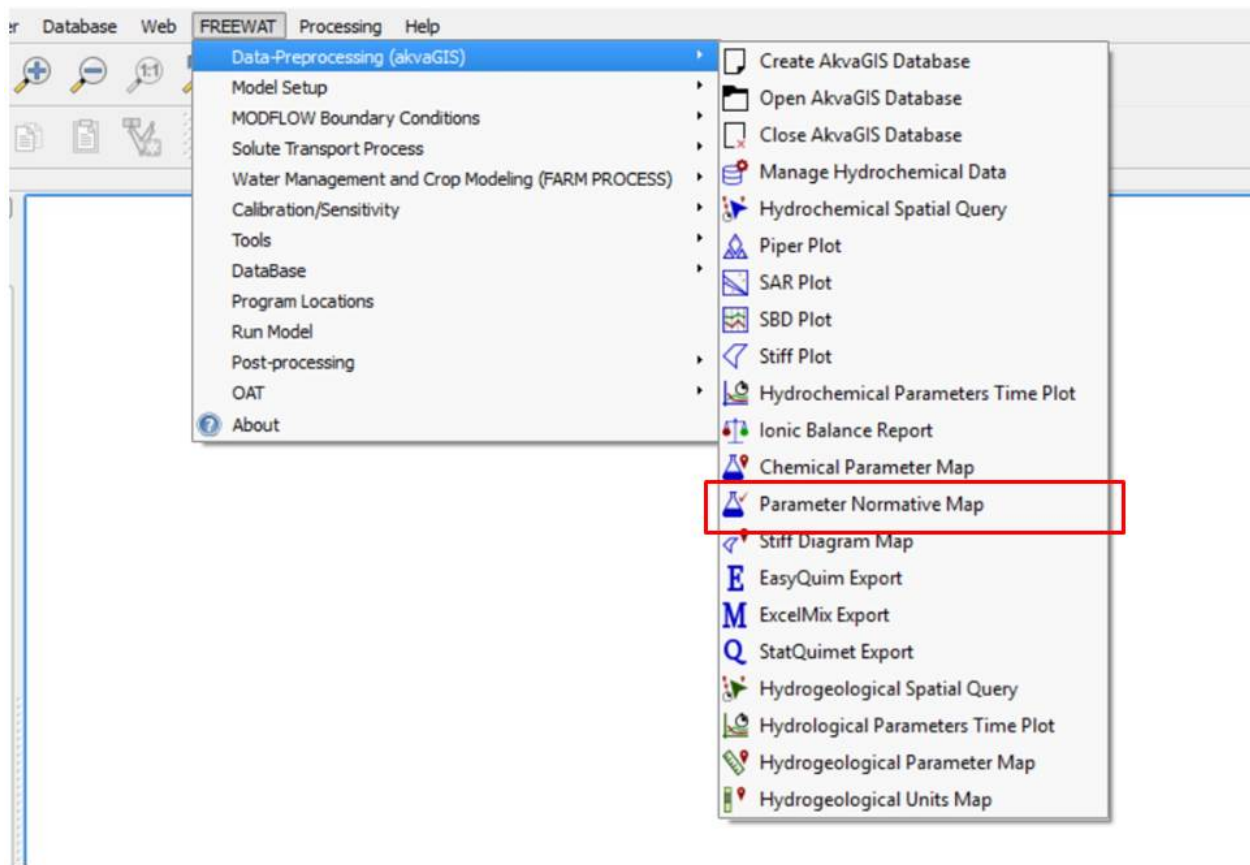 er Database Web FREEWAT Processing Help
1:1
Data-Preprocessing (akvaGIS)
Model Setup
MODFLOW Boundary Conditions
Solute Transport Process
Water Management and Crop Modeling (FARM PROCESS)
Calibration/Sensitivity
Tools
DataBase
Program Locations
Run Model
Post-processing
OAT
About
Create AkvaGIS Database
Open AkvaGIS Database
Close AkvaGIS Database
Manage Hydrochemical Data
Hydrochemical Spatial Query
Piper Plot
SAR Plot
SBD Plot
Stiff Plot
Hydrochemical Parameters Time Plot
Ionic Balance Report
Chemical Parameter Map
Parameter Normative Map
Stiff Diagram Map
E EasyQuim Export
M ExcelMix Export
Q StatQuimet Export
Hydrogeological Spatial Query
Hydrological Parameters Time Plot
Hydrogeological Parameter Map
Hydrogeological Units Map